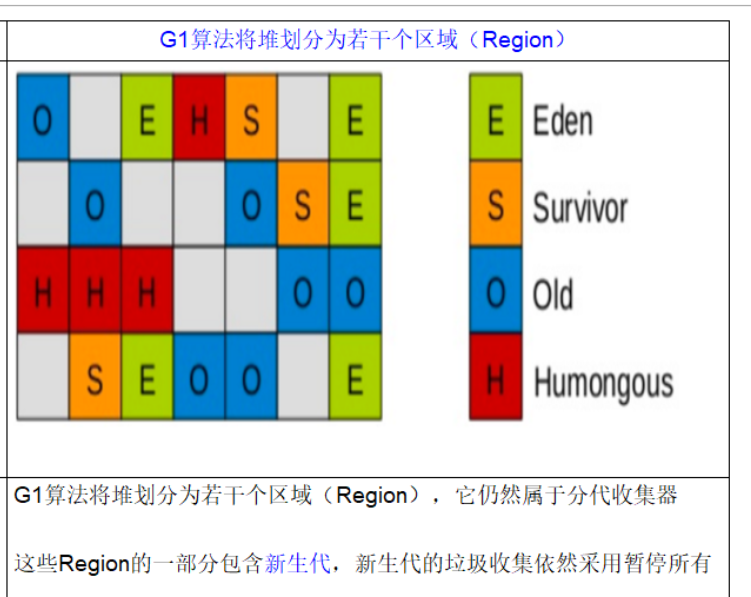 G1算法将堆划分为若干个区域（Region）
O E H S E
E Eden
O O S E
S Survivor
H H H O O
O Old
S E O O E
H Humongous
G1算法将堆划分为若干个区域（Region），它仍然属于分代收集器
这些Region的一部分包含新生代，新生代的垃圾收集依然采用暂停所有